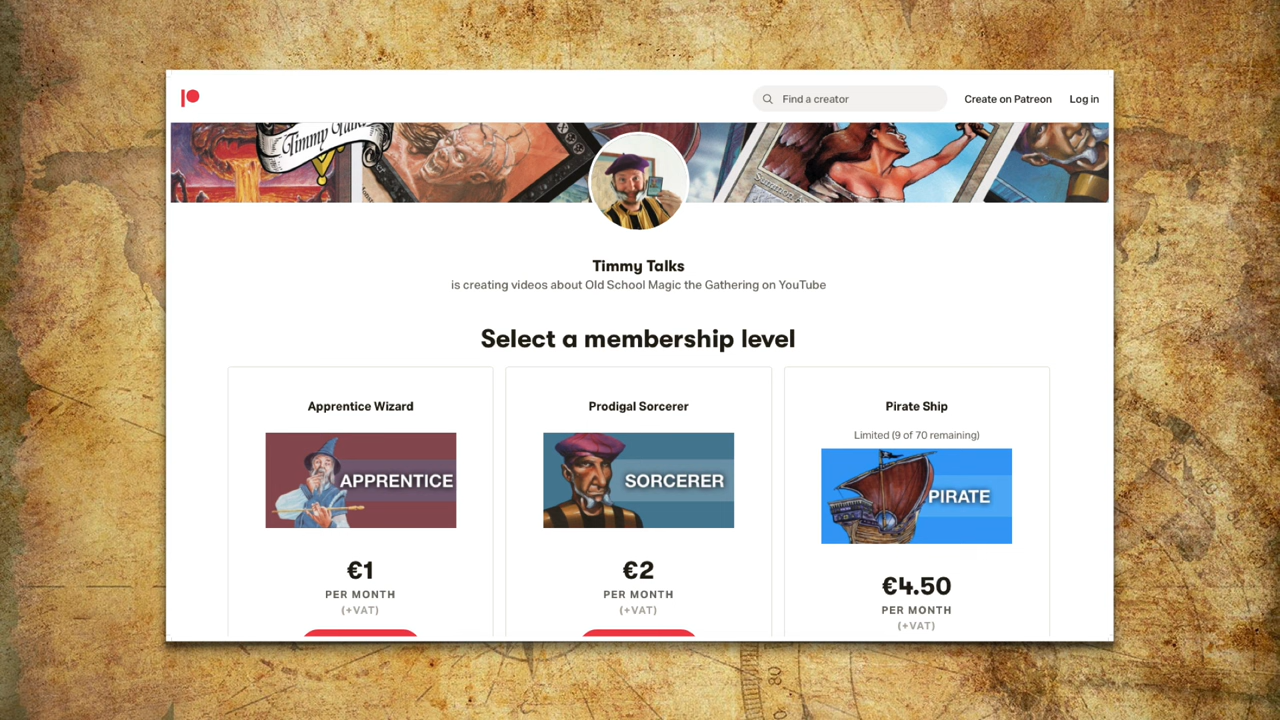 Find a creator
Create on Patreon
Log in
Timmy Talks
Timmy Talks
is creating videos about Old School Magic the Gathering on YouTube
Select a membership level
Apprentice Wizard
APPRENTICE
€1
PER MONTH
(+VAT)
Prodigal Sorcerer
SORCERER
€2
PER MONTH
(+VAT)
Pirate Ship
Limited (9 of 70 remaining)
PIRATE
€4.50
PER MONTH
(+VAT)